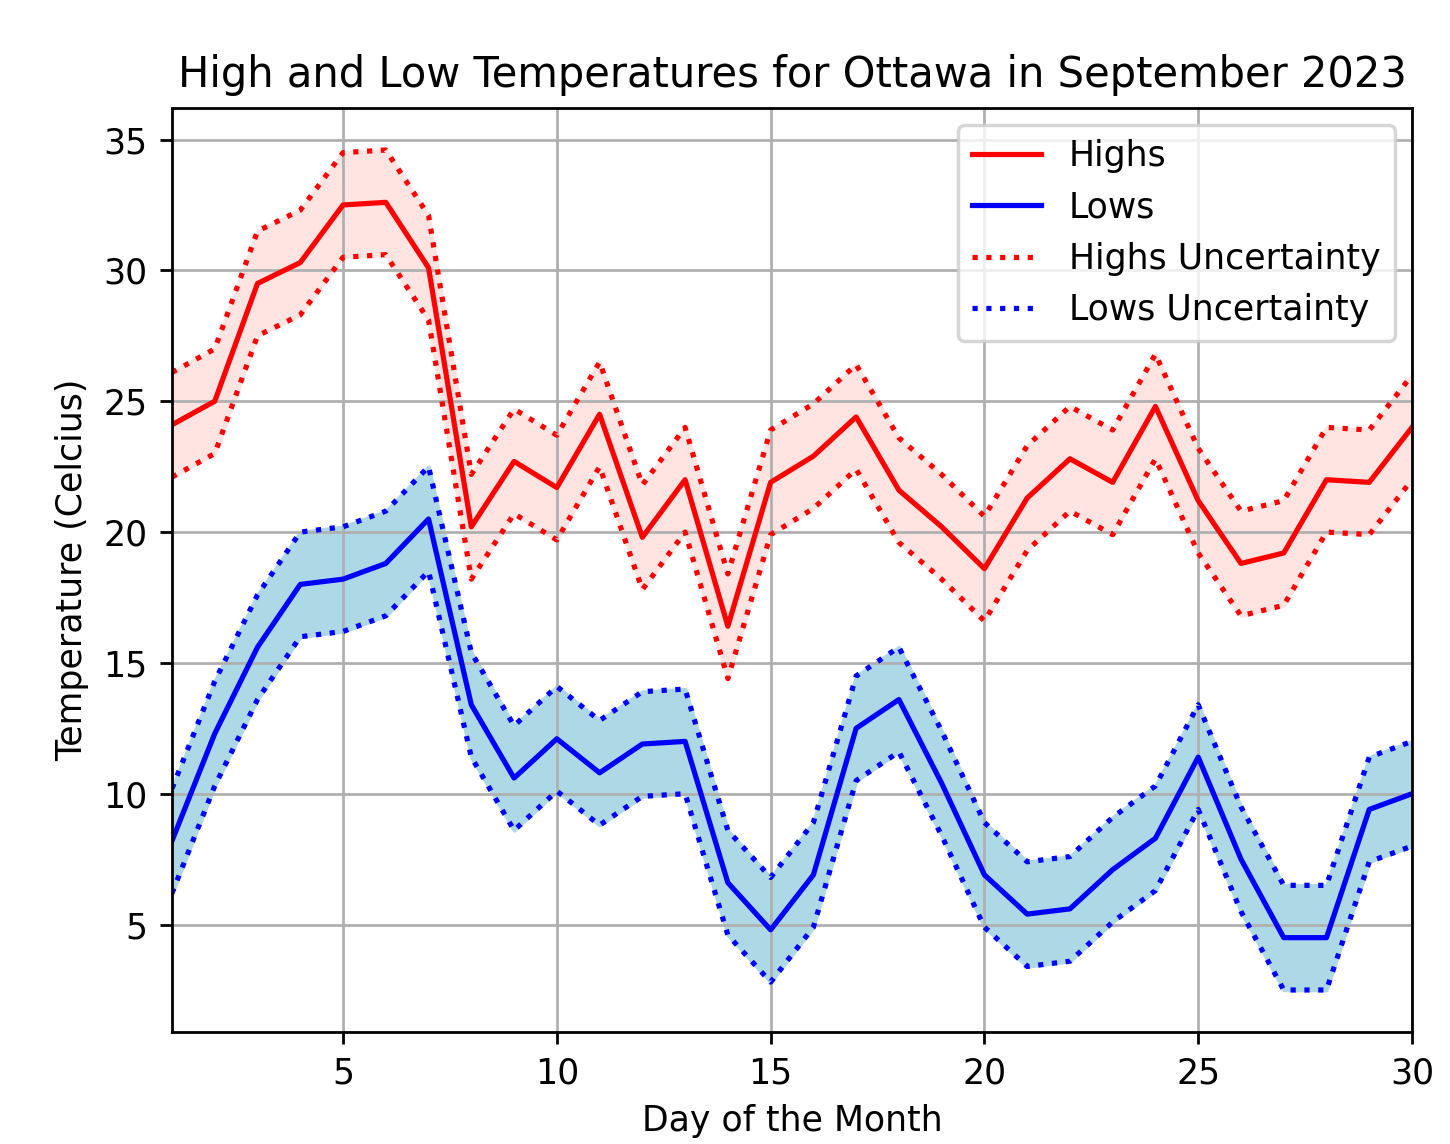 High and Low Temperatures for Ottawa in September 2023
Highs
Lows
Highs Uncertainty
Lows Uncertainty
Temperature (Celcius)
35
30
25
20
15
10
5
5 10 15 20 25 30
Day of the Month